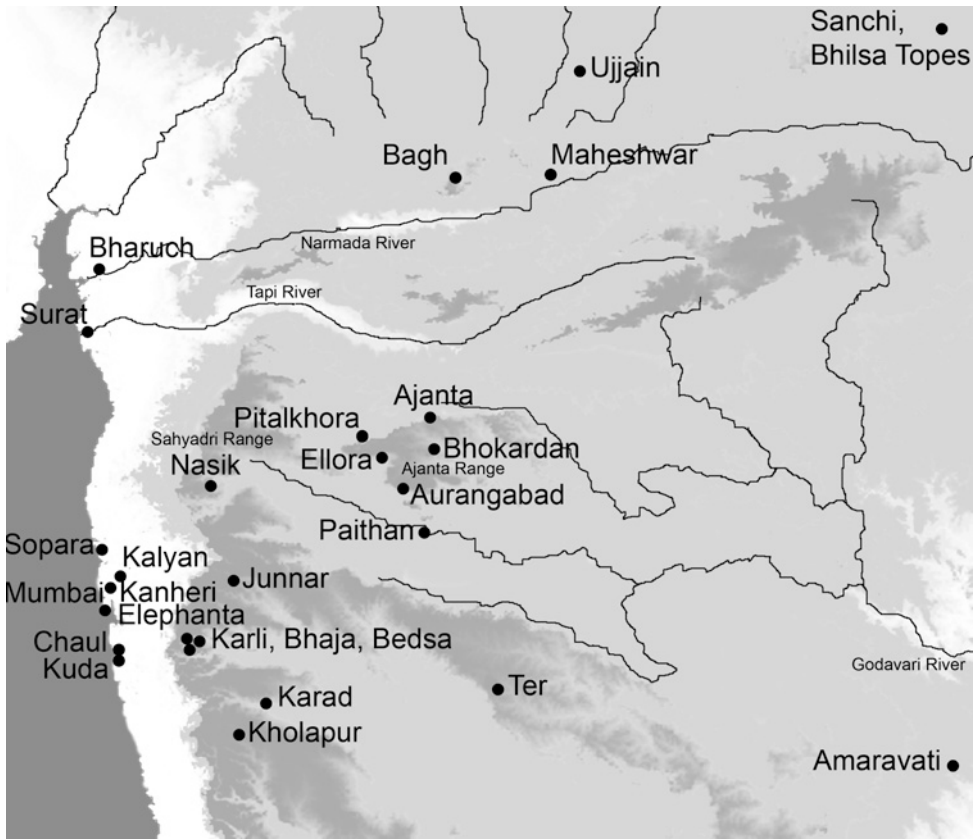 Sanchi,
Bhilsa Topes
Ujjain
Bagh
Maheshwar
Bharuch
Narmada River
Tapi River
Surat
Ajanta
Pitalkhora
Sahyadri Range
Bhokardan
Ellora
Ajanta Range
Nasik
Aurangabad
Paithan
Sopara
Kalyan
Junnar
Mumbai
Kanheri
Elephanta
Chaul
Karli, Bhaja, Bedsa
Kuda
Godavari River
Ter
Karad
Kholapur
Amaravati